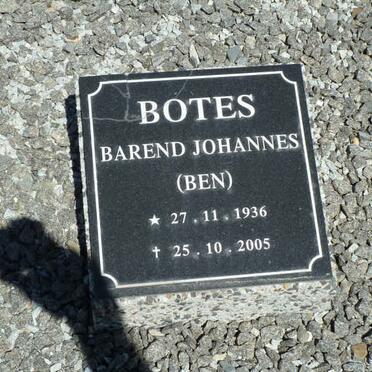 BOTES
BAREND JOHANNES
(BEN)
★ 27 . 11 . 1936
✝ 25 . 10 . 2005